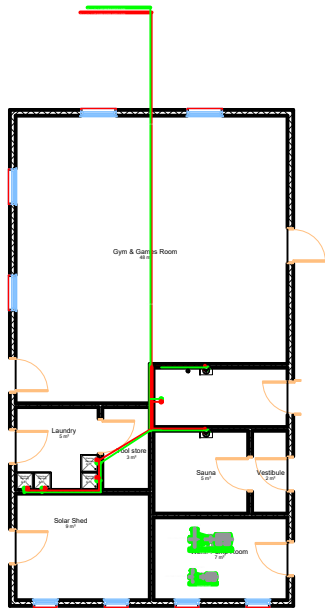 Gym & Games Room
48 m²
Laundry
5 m²
store
3 m²
Sauna
5 m²
Vestibule
2 m²
Solar Shed
9 m²
Room
7 m²